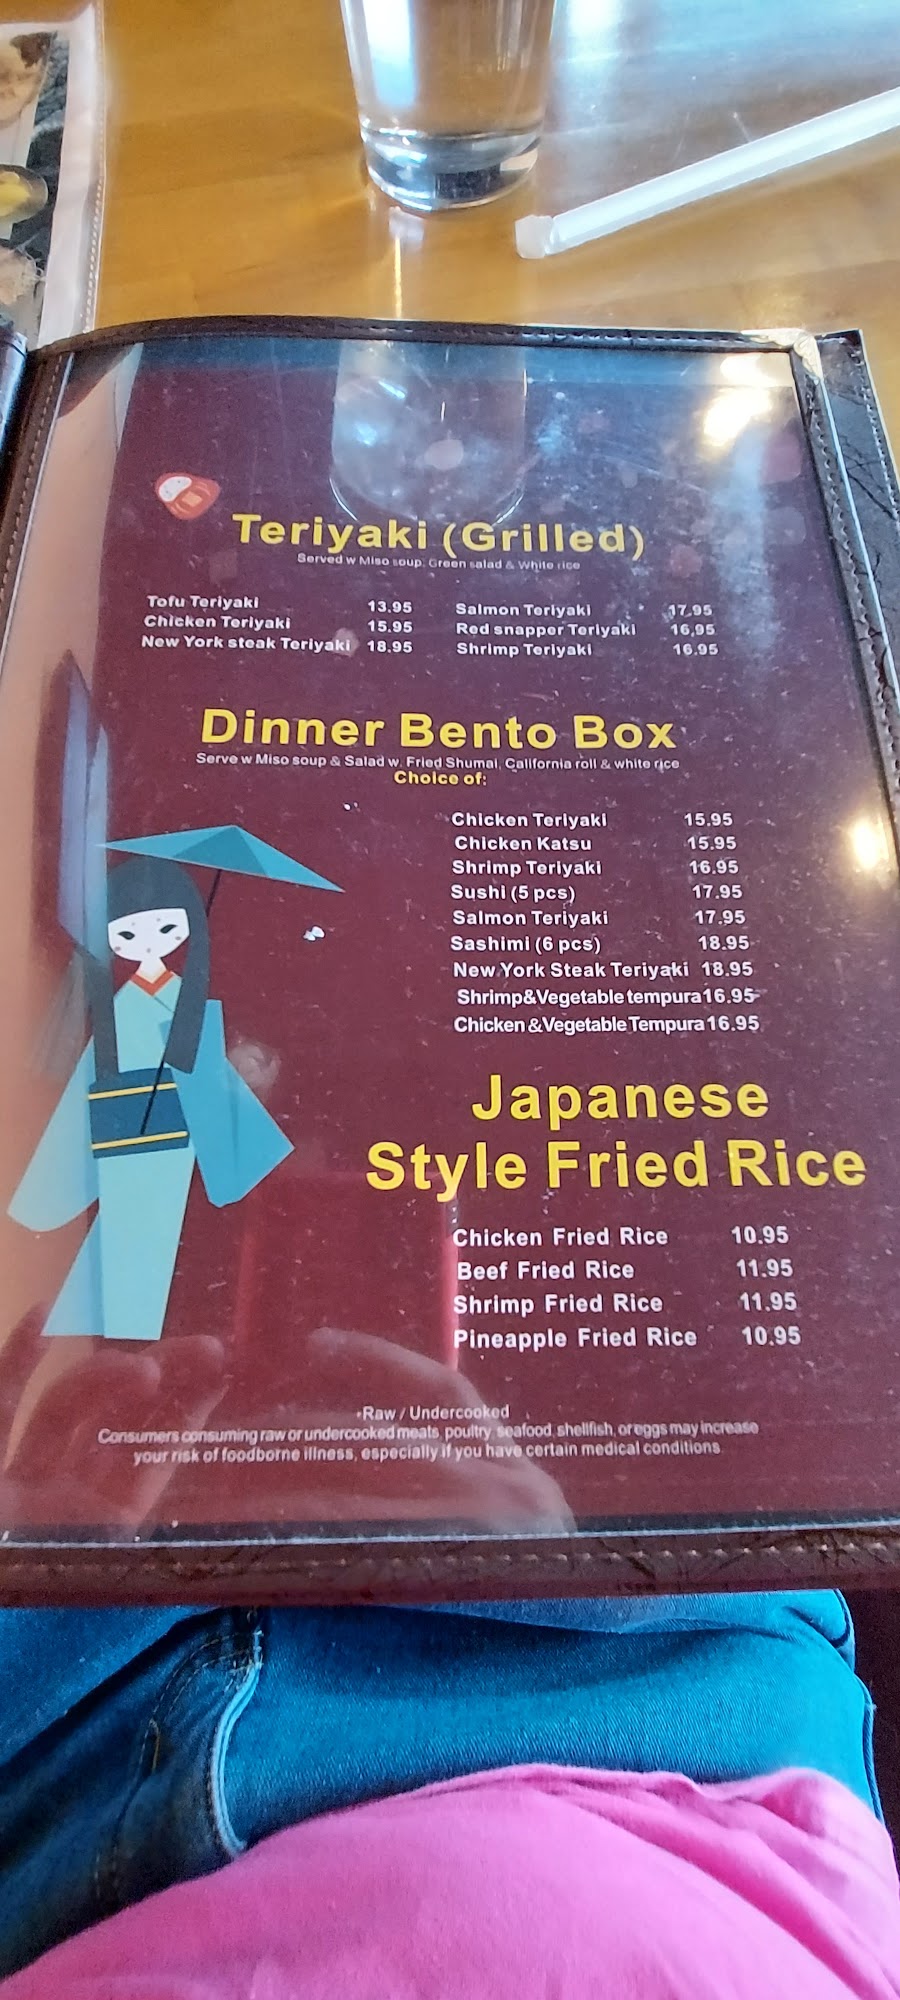 Teriyaki (Grilled)
Served w Miso soup, Green salad & White rice
Tofu Teriyaki 13.95
Chicken Teriyaki 15.95
New York steak Teriyaki 18.95
Salmon Teriyaki 17.95
Red snapper Teriyaki 16,95
Shrimp Teriyaki 16.95
Dinner Bento Box
Serve w Miso soup & Salad w. Fried Shumai, California roll & white rice
Choice of:
Chicken Teriyaki 15.95
Chicken Katsu 15.95
Shrimp Teriyaki 16.95
Sushi (5 pcs) 17.95
Salmon Teriyaki 17.95
Sashimi (6 pcs) 18.95
New York Steak Teriyaki 18.95
Shrimp&Vegetable tempura 16.95
Chicken &Vegetable Tempura 16.95
Japanese
Style Fried Rice
Chicken Fried Rice 10.95
Beef Fried Rice 11.95
Shrimp Fried Rice 11.95
Pineapple Fried Rice 10.95
*Raw / Undercooked
Consumers consuming raw or undercooked meats, poultry, seafood, shellfish, or eggs may increase
your risk of foodborne illness, especially if you have certain medical conditions